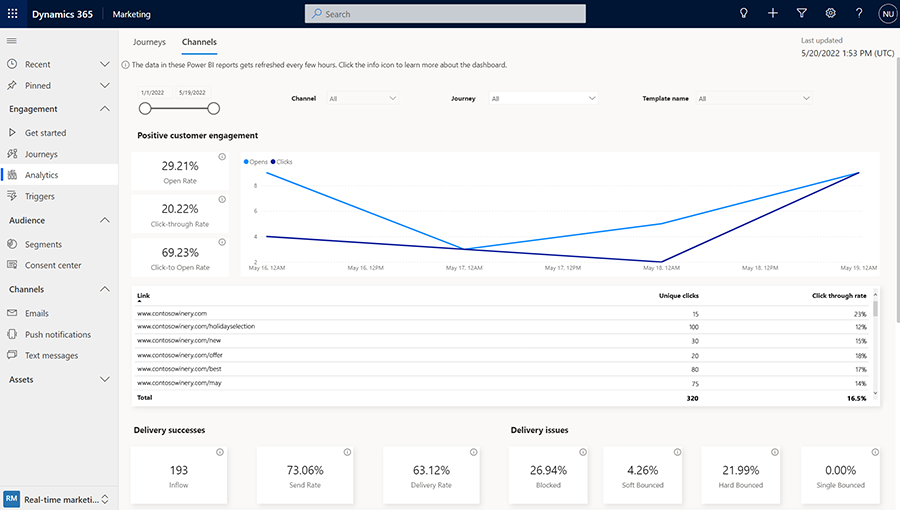 Dynamics 365 Marketing Search NU
Journeys Channels
Last updated
5/20/2022 1:53 PM (UTC)
The data in these Power BI reports gets refreshed every few hours. Click the info icon to learn more about the dashboard.
Recent
Pinned
Engagement
Get started
Journeys
Analytics
Triggers
Audience
Segments
Consent center
Channels
Emails
Push notifications
Text messages
Assets
RM Real-time marketi...
1/1/2022 5/19/2022
Channel All Journey All Template name All
Positive customer engagement
29.21%
Open Rate
20.22%
Click-through Rate
69.23%
Click-to Open Rate
Opens Clicks
8
6
4
2
May 16, 12AM May 16, 12PM May 17, 12AM May 17, 12PM May 18, 12AM May 18, 12PM May 19, 12AM
Link Unique clicks Click through rate
www.contosowinery.com 15 23%
www.contosowinery.com/holidayselection 100 12%
www.contosowinery.com/new 30 15%
www.contosowinery.com/offer 20 18%
www.contosowinery.com/best 80 17%
www.contosowinery.com/may 75 14%
Total 320 16.5%
Delivery successes
193
Inflow
73.06%
Send Rate
63.12%
Delivery Rate
Delivery issues
26.94%
Blocked
4.26%
Soft Bounced
21.99%
Hard Bounced
0.00%
Single Bounced